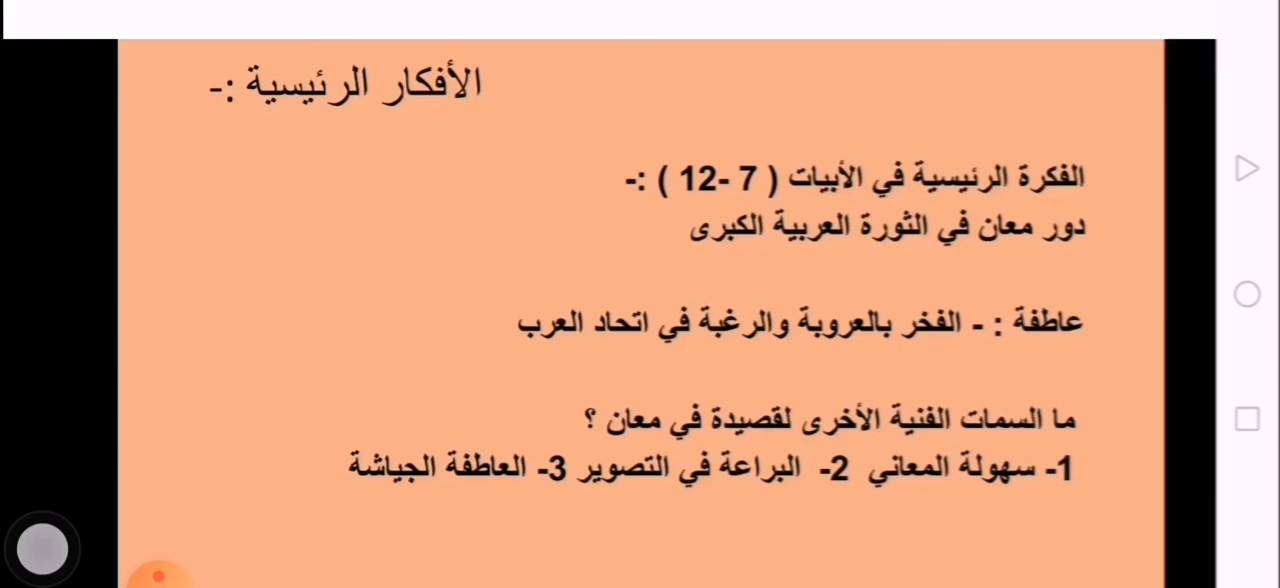 الأفكار الرئيسية :-
الفكرة الرئيسية في الأبيات ( 7 -12 ) :-
دور معان في الثورة العربية الكبرى
عاطفة : - الفخر بالعروبة والرغبة في اتحاد العرب
ما السمات الفنية الأخرى لقصيدة في معان ؟
1- سهولة المعاني 2- البراعة في التصوير 3- العاطفة الجياشة